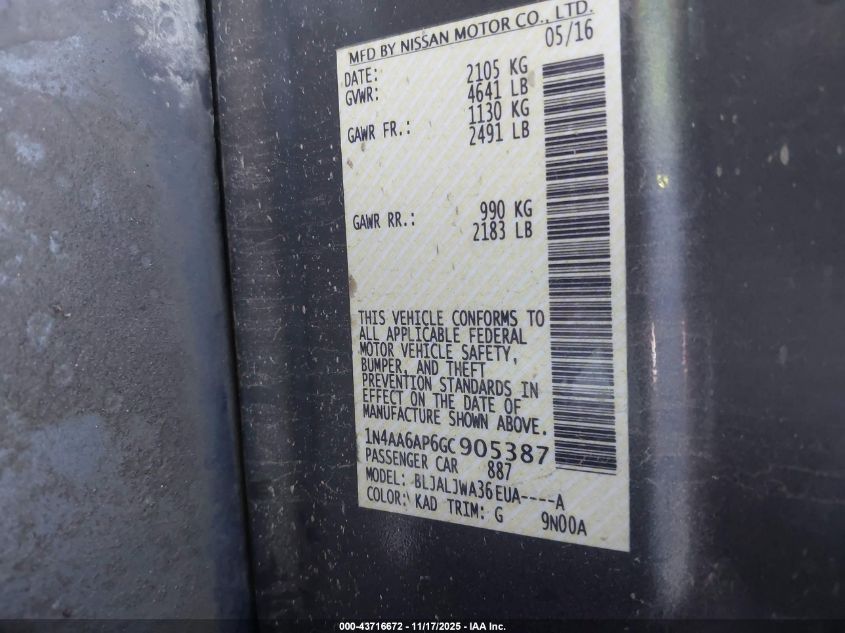 MFD BY NISSAN MOTOR CO., LTD.
DATE: 05/16
GVWR: 2105 KG
4641 LB
GAWR FR.: 1130 KG
2491 LB
GAWR RR.: 990 KG
2183 LB
THIS VEHICLE CONFORMS TO
ALL APPLICABLE FEDERAL
MOTOR VEHICLE SAFETY,
BUMPER, AND THEFT
PREVENTION STANDARDS IN
EFFECT ON THE DATE OF
MANUFACTURE SHOWN ABOVE.
1N4AA6AP6GC905387
PASSENGER CAR 887
MODEL: BLJALJWA36EUA----A
COLOR: KAD TRIM: G 9N00A
000-43716672 — 11/17/2025 — IAA Inc.